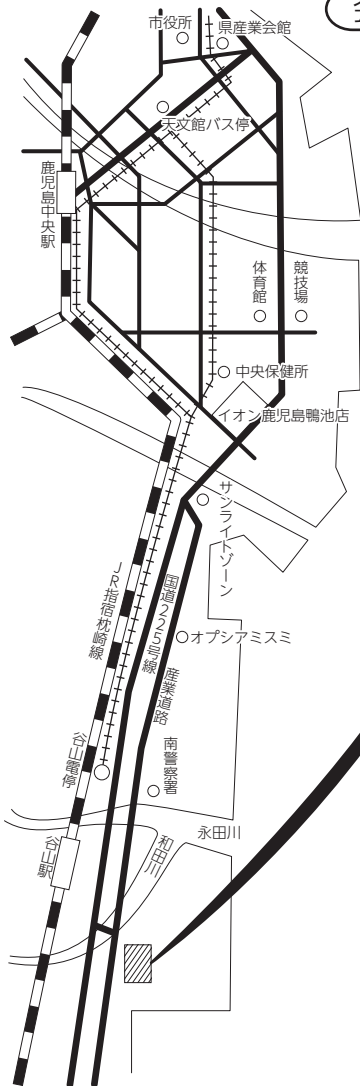 市役所
県産業会館
天文館バス停
鹿児島中央駅
体育館
競技場
中央保健所
イオン鹿児島鴨池店
サンライトゾーン
JR指宿枕崎線
国道225号線
オプシアミスミ
産業道路
谷山電停
南警察署
谷山駅
和田川
永田川